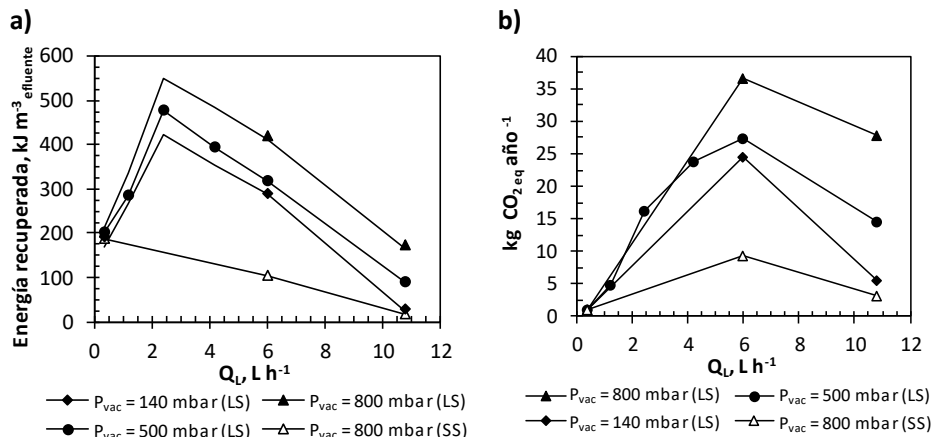 a)
Energía recuperada, kJ m-3 efluente
600
500
400
300
200
100
0
0 2 4 6 8 10 12
QL, L h-1
Pvac = 140 mbar (LS) Pvac = 800 mbar (LS)
Pvac = 500 mbar (LS) Pvac = 800 mbar (SS)
b)
kg CO2 eq año-1
40
35
30
25
20
15
10
5
0
0 2 4 6 8 10 12
QL, L h-1
Pvac = 800 mbar (LS) Pvac = 500 mbar (LS)
Pvac = 140 mbar (LS) Pvac = 800 mbar (SS)